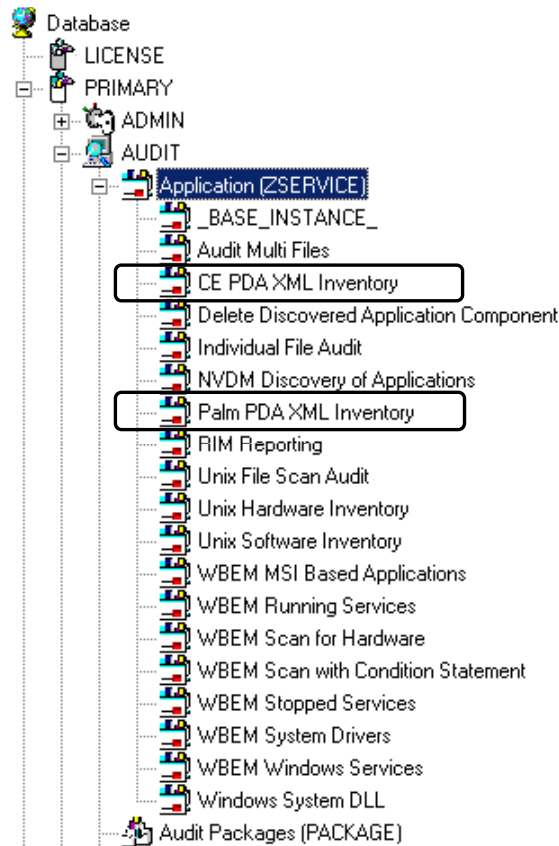 Database
LICENSE
PRIMARY
ADMIN
AUDIT
Application (ZSERVICE)
_BASE_INSTANCE_
Audit Multi Files
CE PDA XML Inventory
Delete Discovered Application Component
Individual File Audit
NVDM Discovery of Applications
Palm PDA XML Inventory
RIM Reporting
Unix File Scan Audit
Unix Hardware Inventory
Unix Software Inventory
WBEM MSI Based Applications
WBEM Running Services
WBEM Scan for Hardware
WBEM Scan with Condition Statement
WBEM Stopped Services
WBEM System Drivers
WBEM Windows Services
Windows System DLL
Audit Packages (PACKAGE)